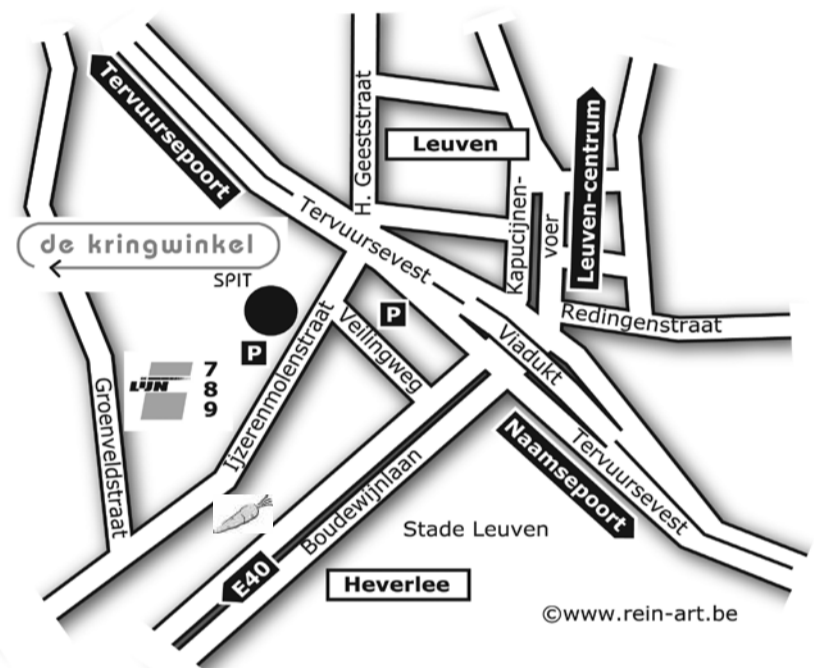 Tervuursepoort
H. Geeststraat
Leuven
Kapucijnen-
voer
Leuven-centrum
de kringwinkel
Tervuursevest
SPIT
P
P
Redingenstraat
Viadukt
Veilingweg
Ijzerenmolenstraat
LIJN
7
8
9
Groenveldstraat
Naamsepoort
Tervuursevest
Boudewijnlaan
Stade Leuven
E40
Heverlee
©www.rein-art.be